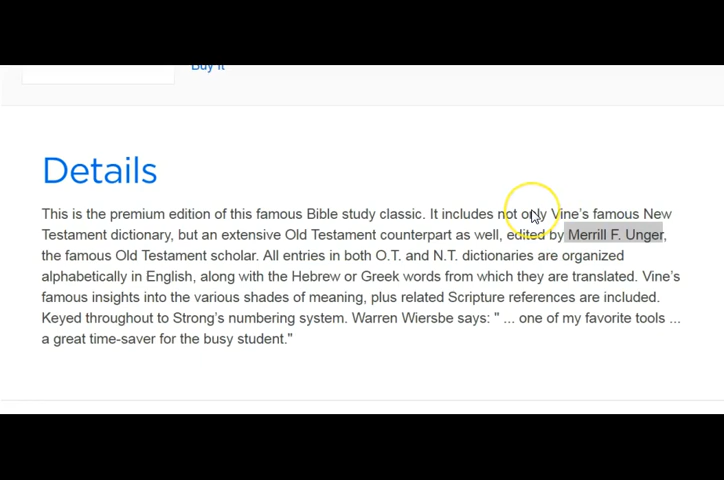 Buy it
Details
This is the premium edition of this famous Bible study classic. It includes not only Vine's famous New
Testament dictionary, but an extensive Old Testament counterpart as well, edited by Merrill F. Unger,
the famous Old Testament scholar. All entries in both O.T. and N.T. dictionaries are organized
alphabetically in English, along with the Hebrew or Greek words from which they are translated. Vine's
famous insights into the various shades of meaning, plus related Scripture references are included.
Keyed throughout to Strong's numbering system. Warren Wiersbe says: " ... one of my favorite tools ...
a great time-saver for the busy student."